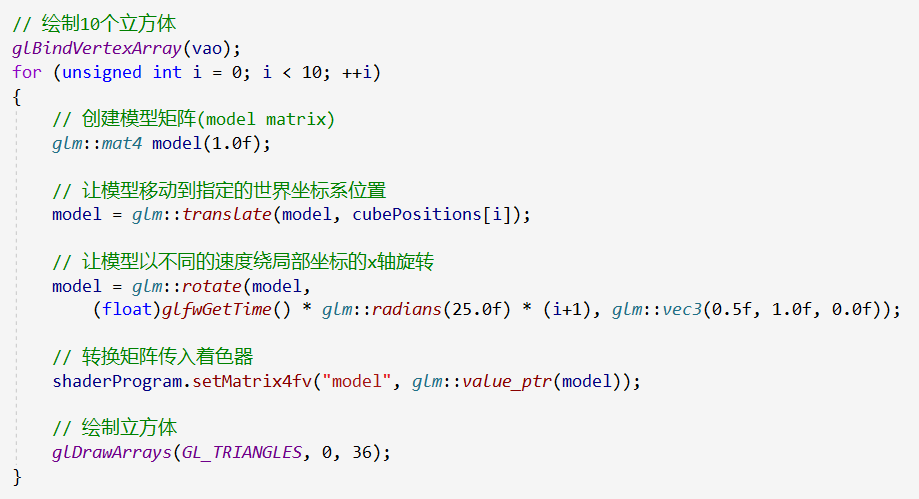 // 绘制10个立方体
glBindVertexArray(vao);
for (unsigned int i = 0; i < 10; ++i)
{
    // 创建模型矩阵(model matrix)
    glm::mat4 model(1.0f);
    // 让模型移动到指定的世界坐标系位置
    model = glm::translate(model, cubePositions[i]);
    // 让模型以不同的速度绕局部坐标的x轴旋转
    model = glm::rotate(model,
        (float)glfwGetTime() * glm::radians(25.0f) * (i+1), glm::vec3(0.5f, 1.0f, 0.0f));
    // 转换矩阵传入着色器
    shaderProgram.setMatrix4fv("model", glm::value_ptr(model));
    // 绘制立方体
    glDrawArrays(GL_TRIANGLES, 0, 36);
}